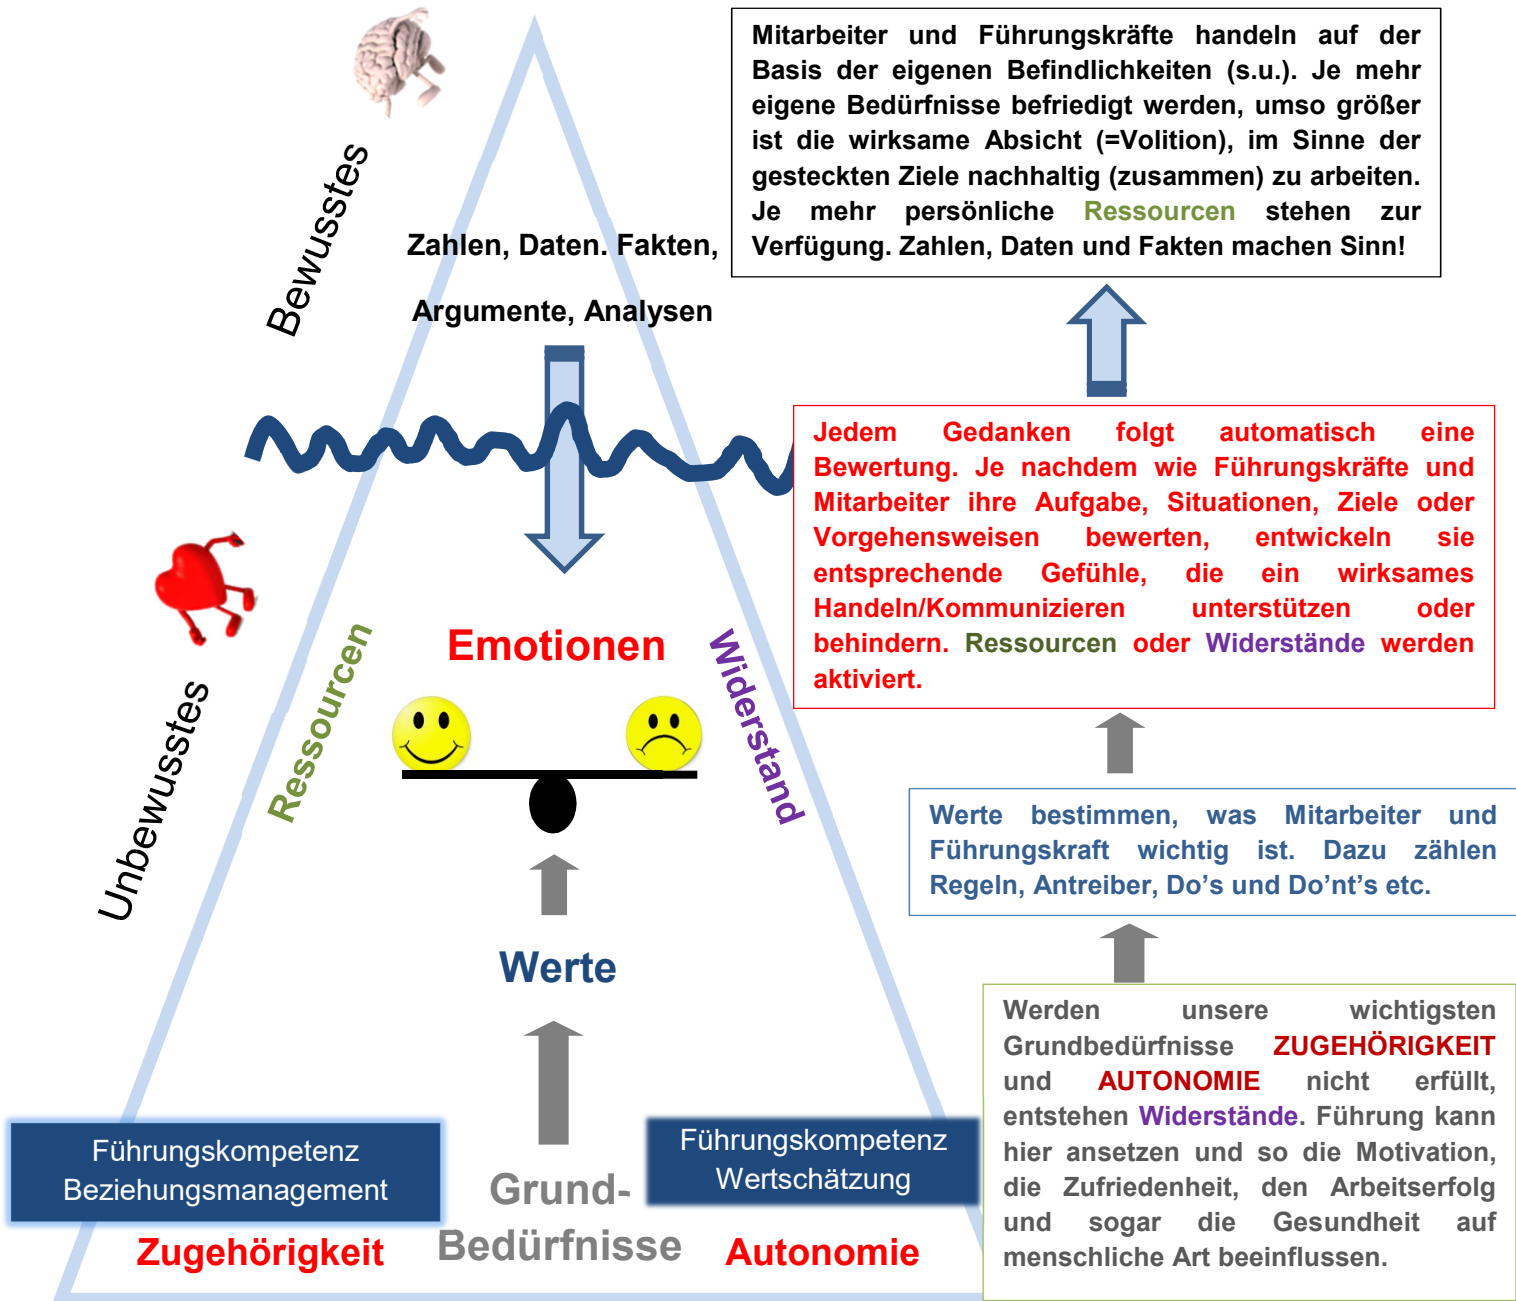 Bewusstes
Zahlen, Daten. Fakten,
Argumente, Analysen
Mitarbeiter und Führungskräfte handeln auf der
Basis der eigenen Befindlichkeiten (s.u.). Je mehr
eigene Bedürfnisse befriedigt werden, umso größer
ist die wirksame Absicht (=Volition), im Sinne der
gesteckten Ziele nachhaltig (zusammen) zu arbeiten.
Je mehr persönliche Ressourcen stehen zur
Verfügung. Zahlen, Daten und Fakten machen Sinn!
Jedem Gedanken folgt automatisch eine
Bewertung. Je nachdem wie Führungskräfte und
Mitarbeiter ihre Aufgabe, Situationen, Ziele oder
Vorgehensweisen bewerten, entwickeln sie
entsprechende Gefühle, die ein wirksames
Handeln/Kommunizieren unterstützen oder
behindern. Ressourcen oder Widerstände werden
aktiviert.
Unbewusstes
Ressourcen
Emotionen
Widerstand
Werte bestimmen, was Mitarbeiter und
Führungskraft wichtig ist. Dazu zählen
Regeln, Antreiber, Do's und Do'nt's etc.
Werte
Werden unsere wichtigsten
Grundbedürfnisse ZUGEHÖRIGKEIT
und AUTONOMIE nicht erfüllt,
entstehen Widerstände. Führung kann
hier ansetzen und so die Motivation,
die Zufriedenheit, den Arbeitserfolg
und sogar die Gesundheit auf
menschliche Art beeinflussen.
Führungskompetenz
Beziehungsmanagement
Zugehörigkeit
Grund-
Bedürfnisse
Führungskompetenz
Wertschätzung
Autonomie